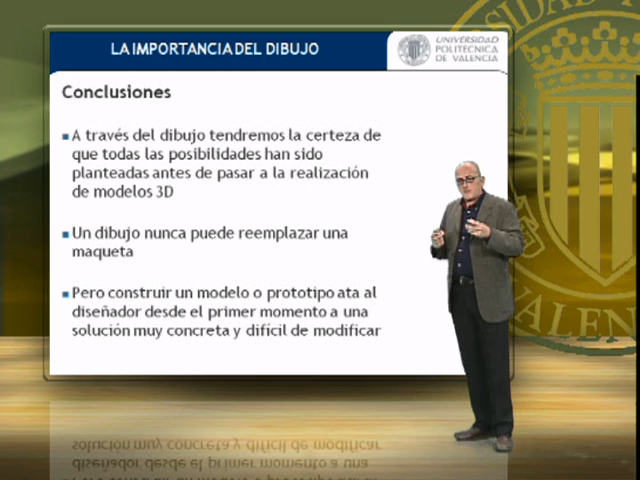 LA IMPORTANCIA DEL DIBUJO
UNIVERSIDAD
POLITECNICA
DE VALENCIA
Conclusiones
A través del dibujo tendremos la certeza de
que todas las posibilidades han sido
planteadas antes de pasar a la realización
de modelos 3D
Un dibujo nunca puede reemplazar una
maqueta
Pero construir un modelo o prototipo ata al
diseñador desde el primer momento a una
solución muy concreta y difícil de modificar